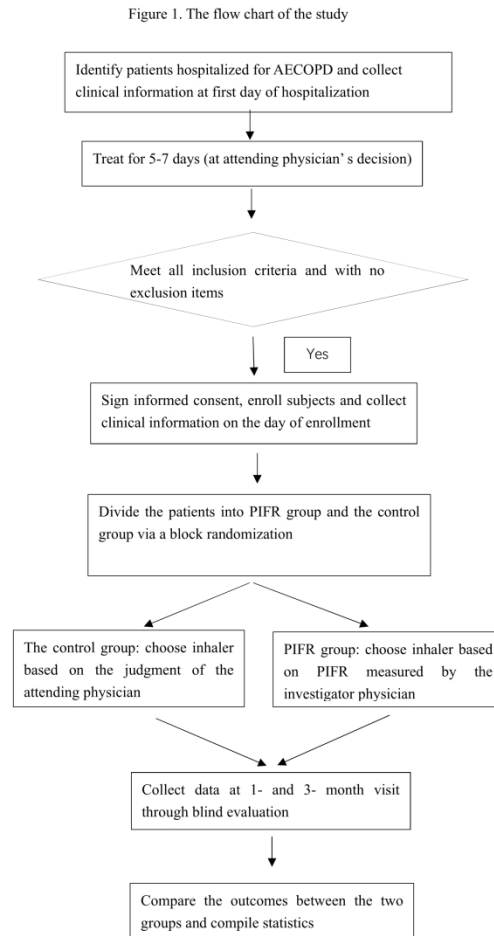 Figure 1. The flow chart of the study
Identify patients hospitalized for AECOPD and collect
clinical information at first day of hospitalization
Treat for 5-7 days (at attending physician’s decision)
Meet all inclusion criteria and with no
exclusion items
Yes
Sign informed consent, enroll subjects and collect
clinical information on the day of enrollment
Divide the patients into PIFR group and the control
group via a block randomization
The control group: choose inhaler
based on the judgment of the
attending physician
PIFR group: choose inhaler based
on PIFR measured by the
investigator physician
Collect data at 1- and 3- month visit
through blind evaluation
Compare the outcomes between the two
groups and compile statistics